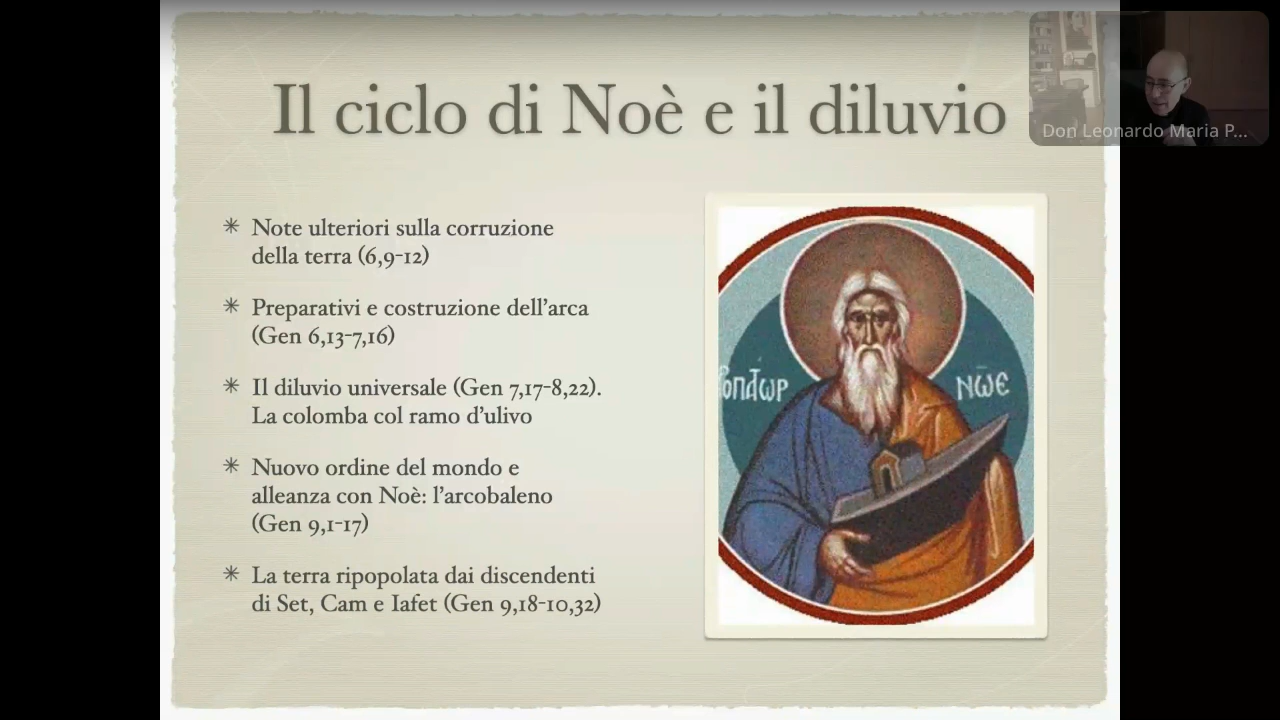 Il ciclo di Noè e il diluvio
Don Leonardo Maria P...
✳ Note ulteriori sulla corruzione
della terra (6,9-12)
✳ Preparativi e costruzione dell’arca
(Gen 6,13-7,16)
✳ Il diluvio universale (Gen 7,17-8,22).
La colomba col ramo d’ulivo
✳ Nuovo ordine del mondo e
alleanza con Noè: l’arcobaleno
(Gen 9,1-17)
✳ La terra ripopolata dai discendenti
di Set, Cam e Iafet (Gen 9,18-10,32)
ΝῶЄ